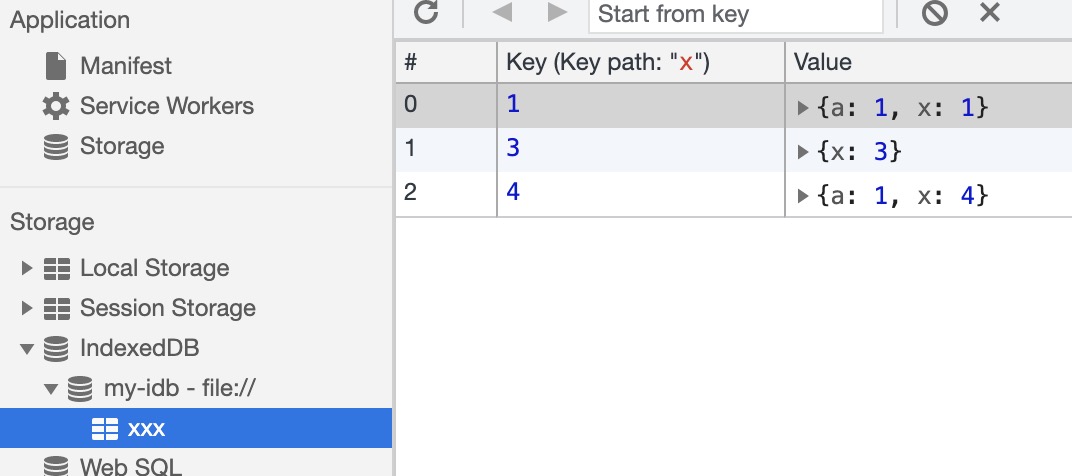 Application
Manifest
Service Workers
Storage
Storage
Local Storage
Session Storage
IndexedDB
my-idb - file://
xxx
Web SQL
Start from key
# Key (Key path: "x") Value
0 1 {a: 1, x: 1}
1 3 {x: 3}
2 4 {a: 1, x: 4}